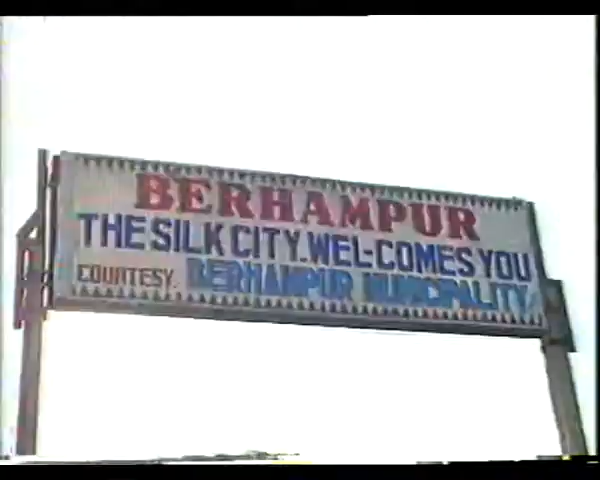 BERHAMPUR
THE SILK CITY. WEL-COMES YOU
COURTESY. BERHAMPUR MUNICIPALITY.